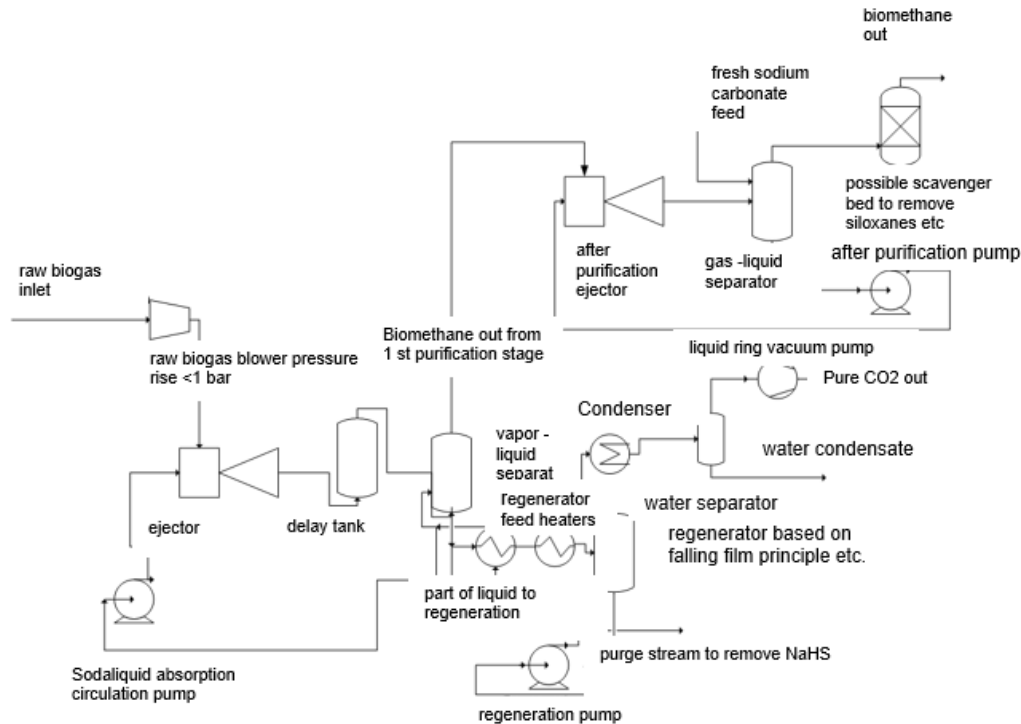 biomethane
out
fresh sodium
carbonate
feed
possible scavenger
bed to remove
siloxanes etc
after
purification
ejector
gas -liquid
separator
after purification pump
raw biogas
inlet
raw biogas blower pressure
rise <1 bar
Biomethane out from
1 st purification stage
liquid ring vacuum pump
Pure CO2 out
Condenser
vapor -
liquid
separat
water condensate
regenerator
feed heaters
water separator
ejector
delay tank
regenerator based on
falling film principle etc.
part of liquid to
regeneration
purge stream to remove NaHS
Sodaliquid absorption
circulation pump
regeneration pump